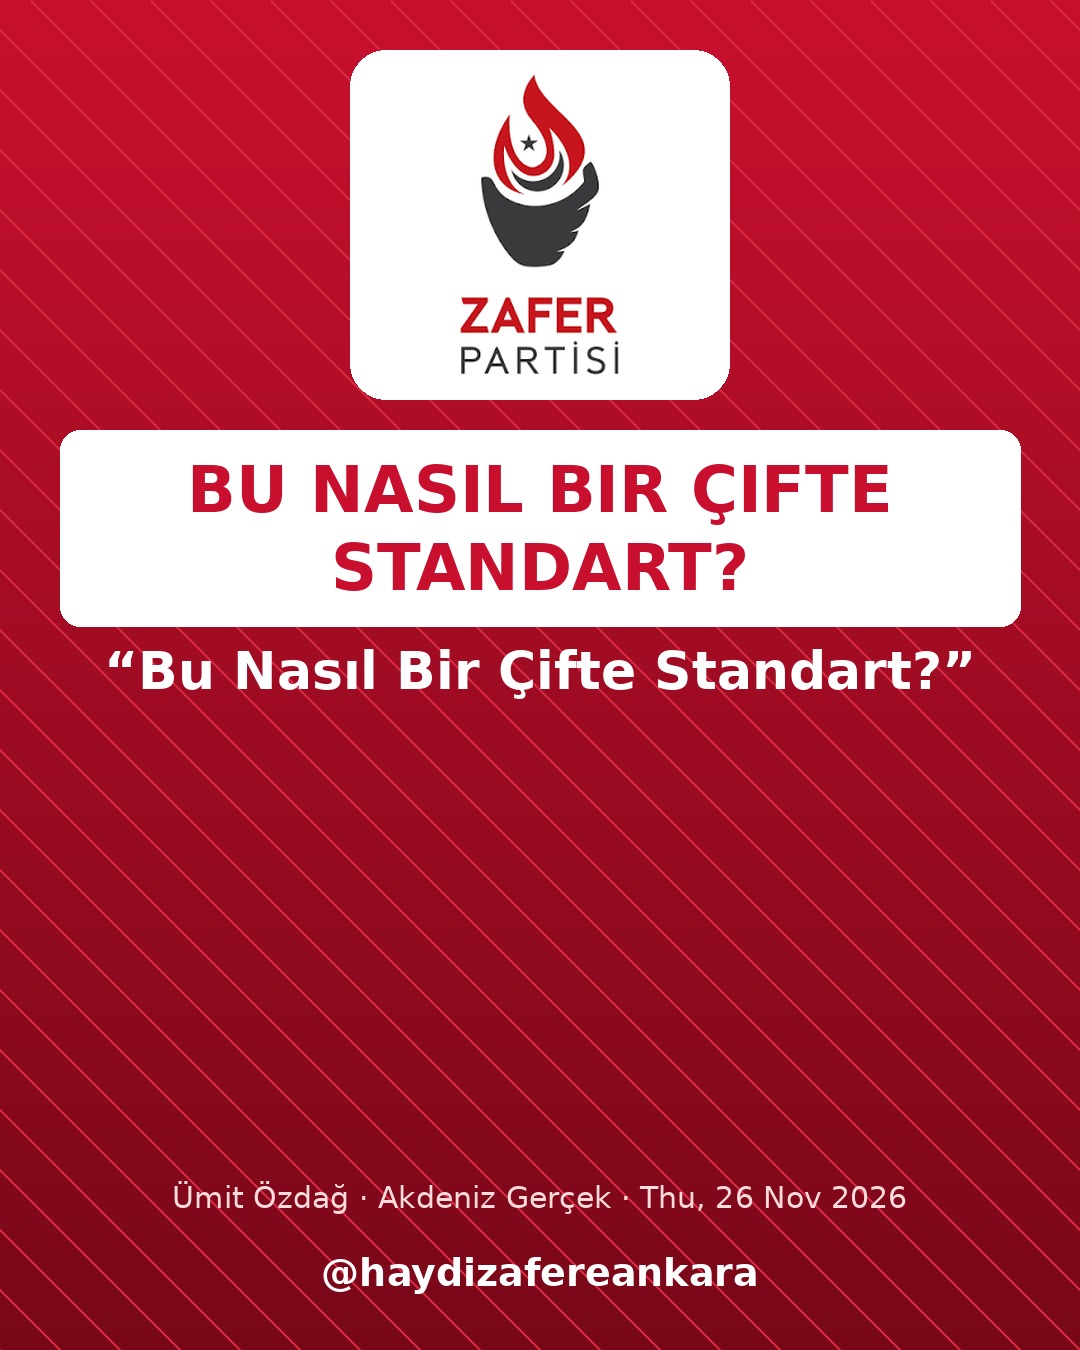 ZAFER
PARTİSİ
BU NASIL BIR ÇIFTE
STANDART?
“Bu Nasıl Bir Çifte Standart?”
Ümit Özdağ · Akdeniz Gerçek · Thu, 26 Nov 2026
@haydizafereankara